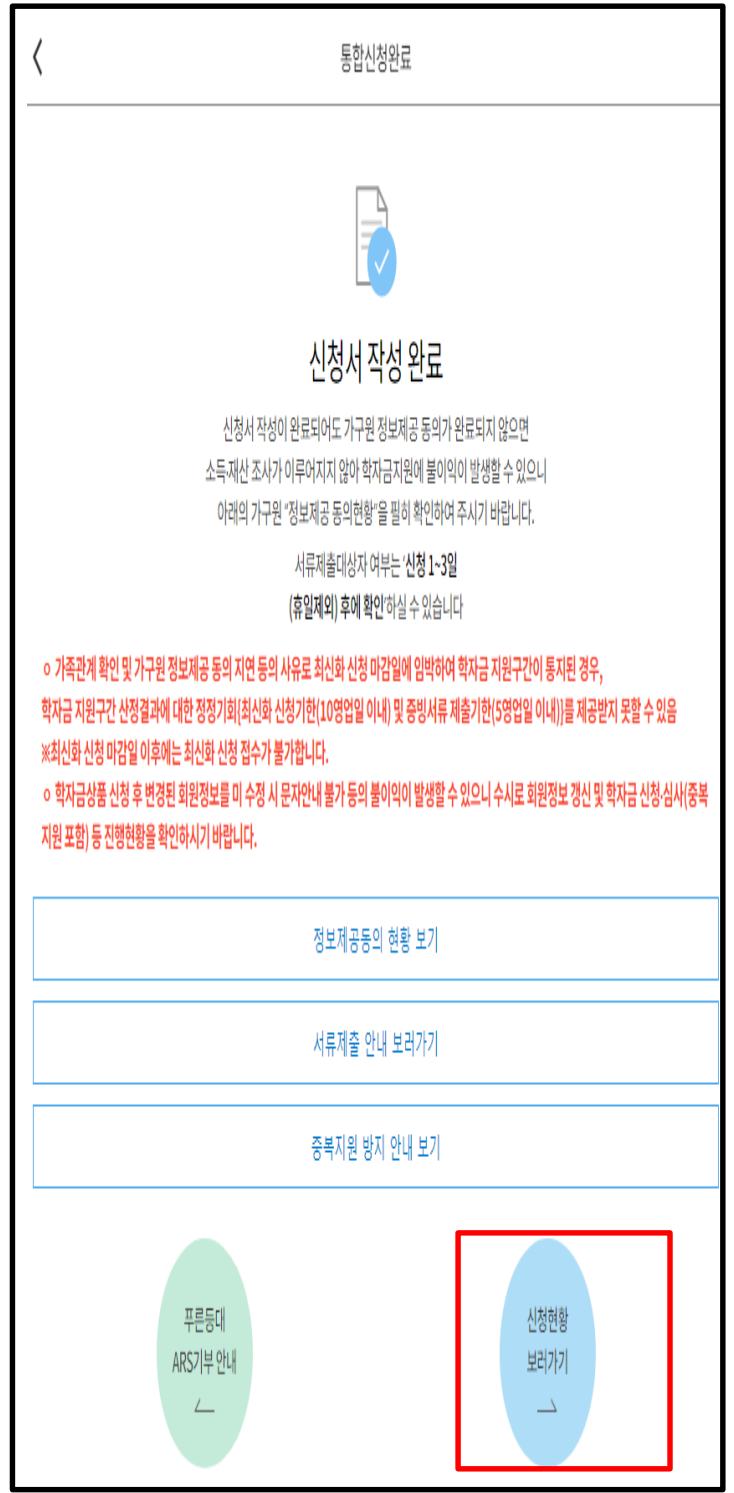 통합신청완료
신청서 작성 완료
신청서 작성이 완료되어도 가구원 정보제공 동의가 완료되지 않으면
소득·재산 조사가 이루어지지 않아 학자금지원에 불이익이 발생할 수 있으니
아래의 가구원 "정보제공 동의현황"을 필히 확인하여 주시기 바랍니다.
서류제출대상자 여부는 '신청 1~3일
(휴일제외) 후에 확인'하실 수 있습니다
ㅇ 가족관계 확인 및 가구원 정보제공 동의 지연 등의 사유로 최신화 신청 마감일에 임박하여 학자금 지원구간이 통지된 경우,
학자금 지원구간 산정결과에 대한 정정기회{최신화 신청기한(10영업일 이내) 및 증빙서류 제출기한(5영업일 이내)}를 제공받지 못할 수 있음
※최신화 신청 마감일 이후에는 최신화 신청 접수가 불가합니다.
ㅇ 학자금상품 신청 후 변경된 회원정보를 미 수정 시 문자안내 불가 등의 불이익이 발생할 수 있으니 수시로 회원정보 갱신 및 학자금 신청·심사(중복
지원 포함) 등 진행현황을 확인하시기 바랍니다.
정보제공동의 현황 보기
서류제출 안내 보러가기
중복지원 방지 안내 보기
푸른등대
ARS기부 안내
신청현황
보러가기